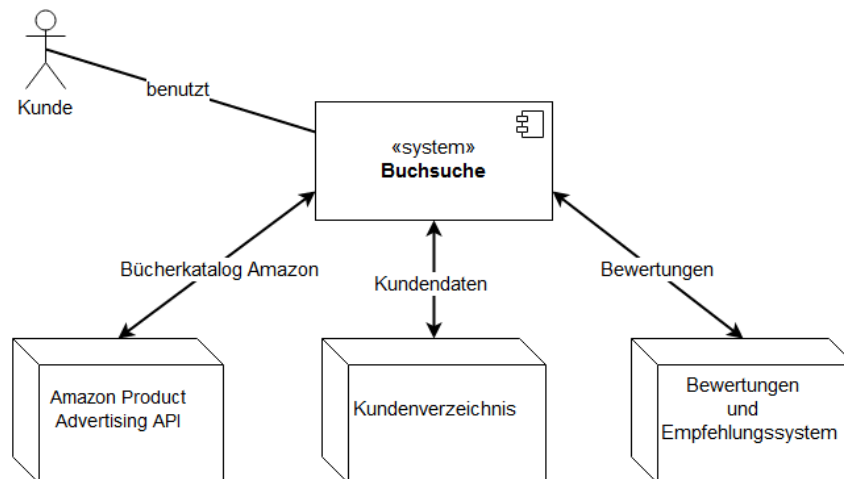 Kunde
benutzt
«system»
Buchsuche
Bücherkatalog Amazon
Kundendaten
Bewertungen
Amazon Product
Advertising API
Kundenverzeichnis
Bewertungen
und
Empfehlungssystem